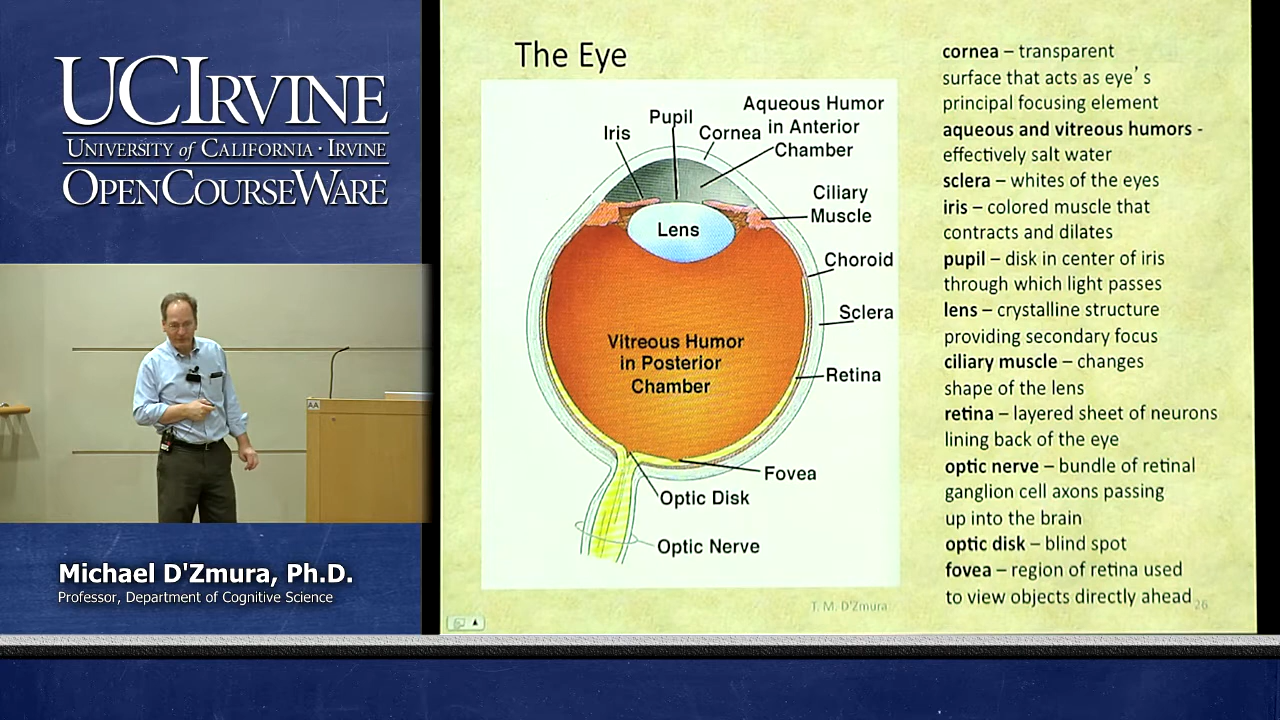 UCIRVINE
UNIVERSITY of CALIFORNIA · IRVINE
OPENCOURSEWARE
AA
Michael D'Zmura, Ph.D.
Professor, Department of Cognitive Science
The Eye
Pupil
Iris
Cornea
Aqueous Humor
in Anterior
Chamber
Ciliary
Muscle
Lens
Choroid
Sclera
Vitreous Humor
in Posterior
Chamber
Retina
Fovea
Optic Disk
Optic Nerve
T. M. D'Zmura
cornea – transparent
surface that acts as eye's
principal focusing element
aqueous and vitreous humors -
effectively salt water
sclera – whites of the eyes
iris – colored muscle that
contracts and dilates
pupil – disk in center of iris
through which light passes
lens – crystalline structure
providing secondary focus
ciliary muscle – changes
shape of the lens
retina – layered sheet of neurons
lining back of the eye
optic nerve – bundle of retinal
ganglion cell axons passing
up into the brain
optic disk – blind spot
fovea – region of retina used
to view objects directly ahead
26